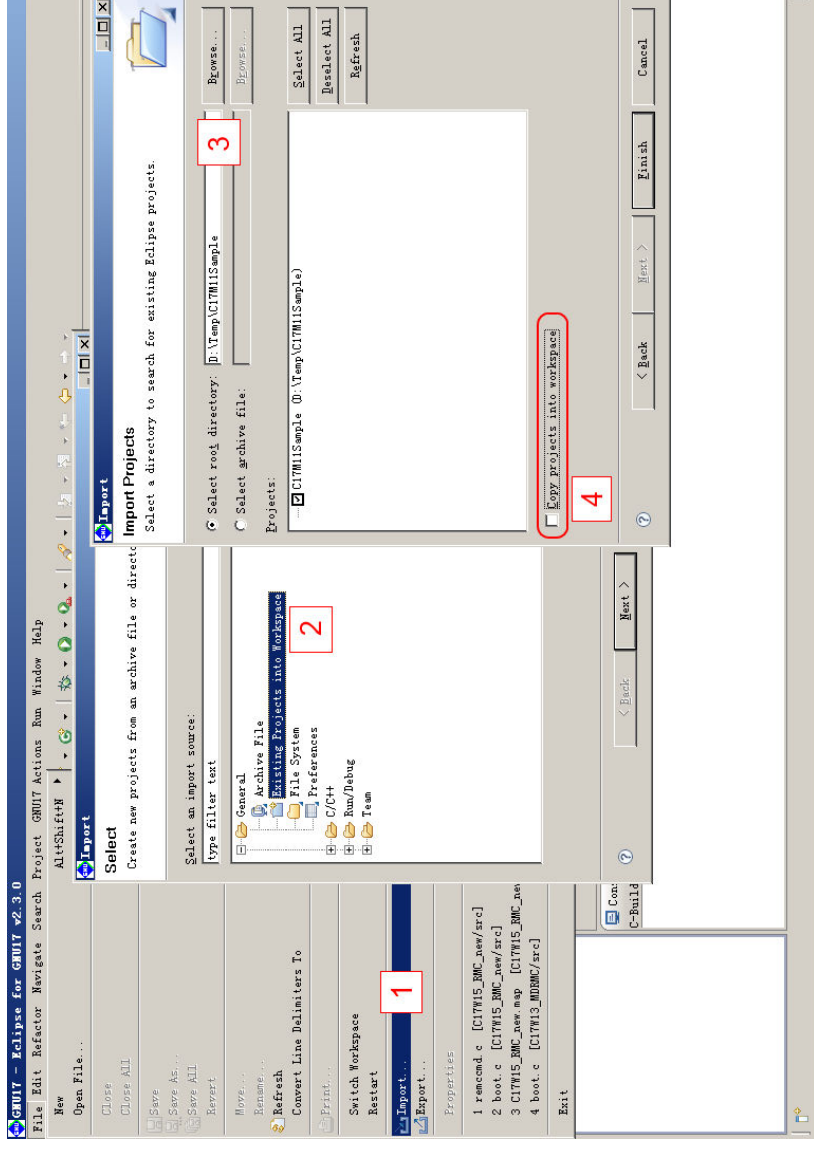 GNU17 - Eclipse for GNU17 v2.3.0
File Edit Refactor Navigate Search Project GNU17 Actions Run Window Help
New Alt+Shift+N
Open File...
Close
Close All
Save
Save As...
Save All
Revert
Move...
Rename...
Refresh
Convert Line Delimiters To
Print...
Switch Workspace
Restart
Import...
1
Export...
Properties
1 remccmd.c [C17W15_RMC_new/src]
2 boot.c [C17W15_RMC_new/src]
3 C17W15_RMC_new.map [C17W15_RMC_new
4 boot.c [C17W13_MDRMC/src]
Exit
Con
C-Build
Import
Select
Create new projects from an archive file or directo
Select an import source:
type filter text
General
Archive File
Existing Projects into Workspace
2
File System
Preferences
C/C++
Run/Debug
Team
< Back
Next >
Import
Import Projects
Select a directory to search for existing Eclipse projects.
Select root directory: D:\Temp\C17M11Sample Browse...
3
Select archive file: Browse...
Projects:
C17M11Sample (D:\Temp\C17M11Sample)
Select All
Deselect All
Refresh
Copy projects into workspace
4
< Back Next > Finish Cancel